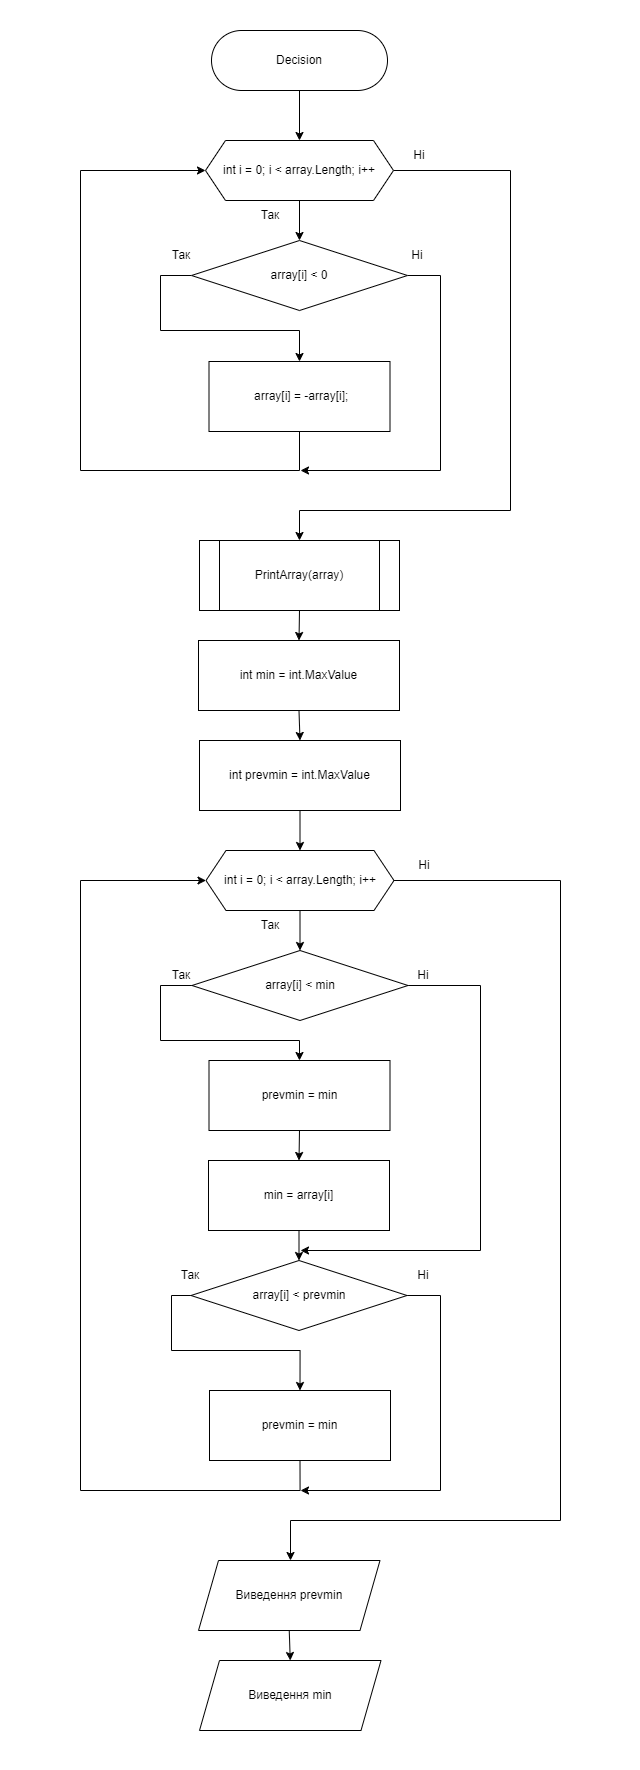 Decision
int i = 0; i < array.Length; i++
Ні
Так
Так
array[i] < 0
Ні
array[i] = -array[i];
PrintArray(array)
int min = int.MaxValue
int prevmin = int.MaxValue
int i = 0; i < array.Length; i++
Ні
Так
Так
array[i] < min
Ні
prevmin = min
min = array[i]
Так
array[i] < prevmin
Ні
prevmin = min
Виведення prevmin
Виведення min